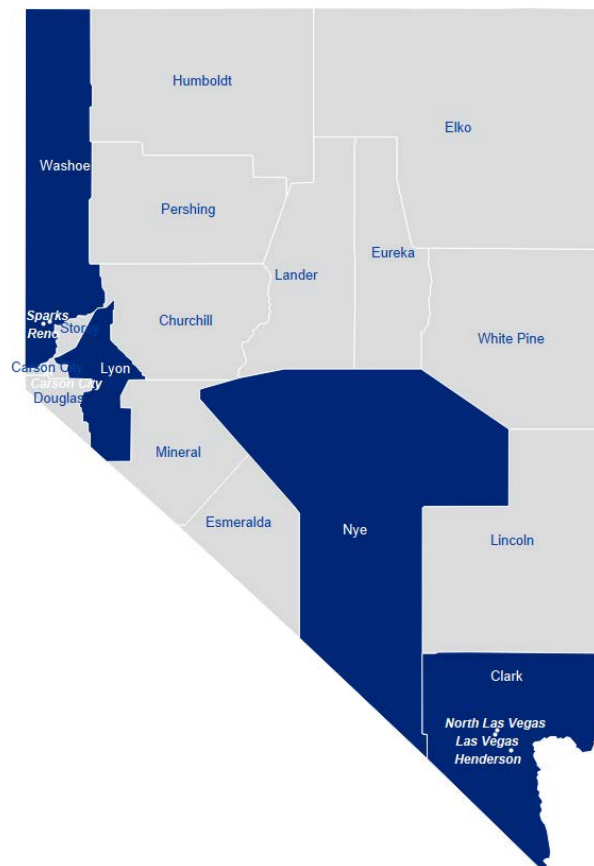 Humboldt
Elko
Washoe
Pershing
Eureka
Lander
Sparks
Churchill
Storey
Reno
White Pine
Carson City
Lyon
Carson City
Douglas
Mineral
Esmeralda
Nye
Lincoln
Clark
North Las Vegas
Las Vegas
Henderson